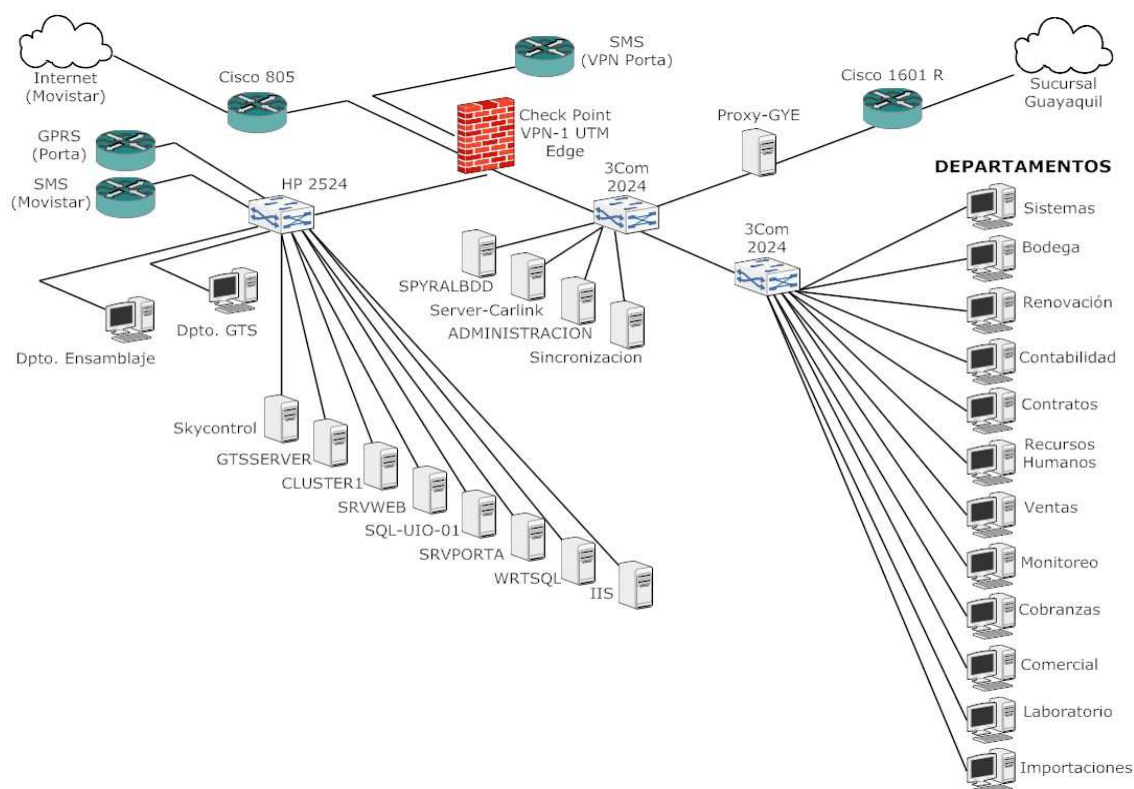 SMS
(VPN Porta)
Internet
(Movistar)
Cisco 805
Cisco 1601 R
Sucursal
Guayaquil
GPRS
(Porta)
Check Point
VPN-1 UTM
Edge
Proxy-GYE
SMS
(Movistar)
HP 2524
3Com
2024
DEPARTAMENTOS
Sistemas
3Com
2024
Bodega
SPYRALBDD
Server-Carlink
ADMINISTRACION
Sincronizacion
Renovación
Dpto. GTS
Dpto. Ensamblaje
Contabilidad
Contratos
Skycontrol
GTSSERVER
CLUSTER1
SRVWEB
SQL-UIO-01
SRVPORTA
WRTSQL
IIS
Recursos
Humanos
Ventas
Monitoreo
Cobranzas
Comercial
Laboratorio
Importaciones